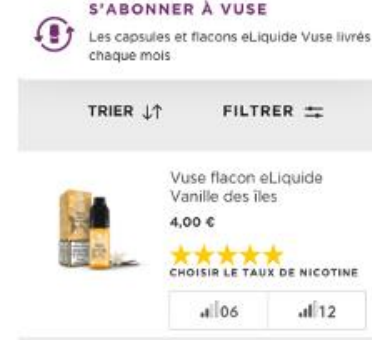 S'ABONNER À VUSE
Les capsules et flacons eLiquide Vuse livrés
chaque mois
TRIER
FILTRER
Vuse flacon eLiquide
Vanille des îles
4,00 €
CHOISIR LE TAUX DE NICOTINE
06
12